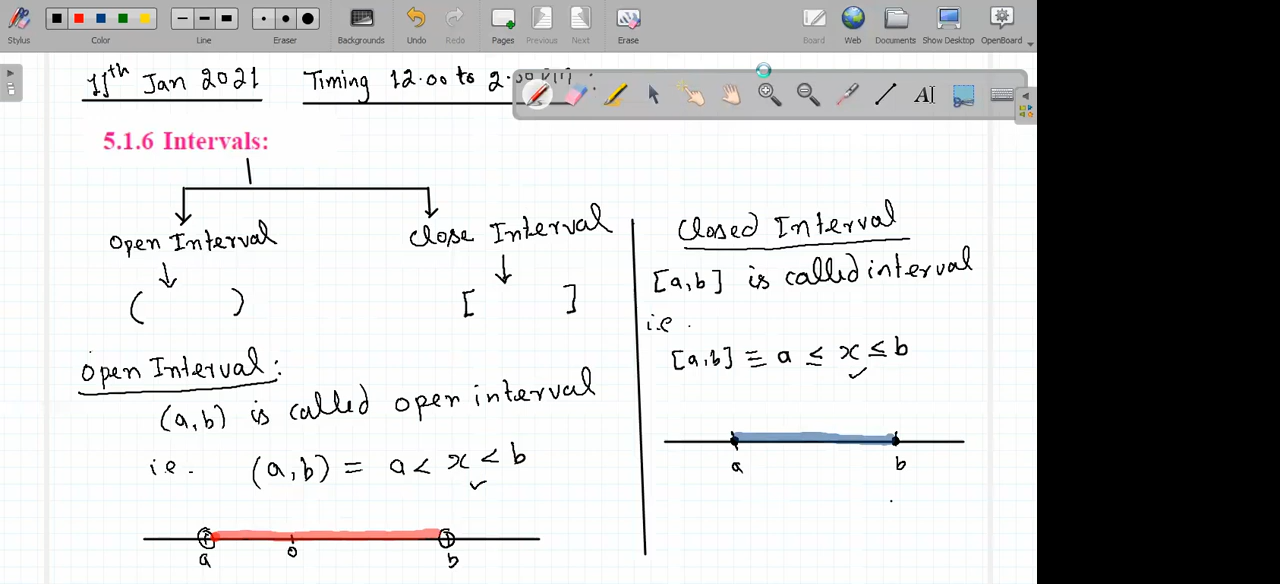 Stylus Color Line Eraser Backgrounds Undo Redo Pages Previous Next Erase Board Web Documents Show Desktop OpenBoard
11th Jan 2021 Timing 12.00 to 2.
5.1.6 Intervals:
Open Interval Close Interval
( ) [ ]
Open Interval:
(a,b) is called open interval
i.e. (a,b) = a < x < b
a 0 b
Closed Interval
[a,b] is called interval
i.e.
[a,b] ≡ a ≤ x ≤ b
a b